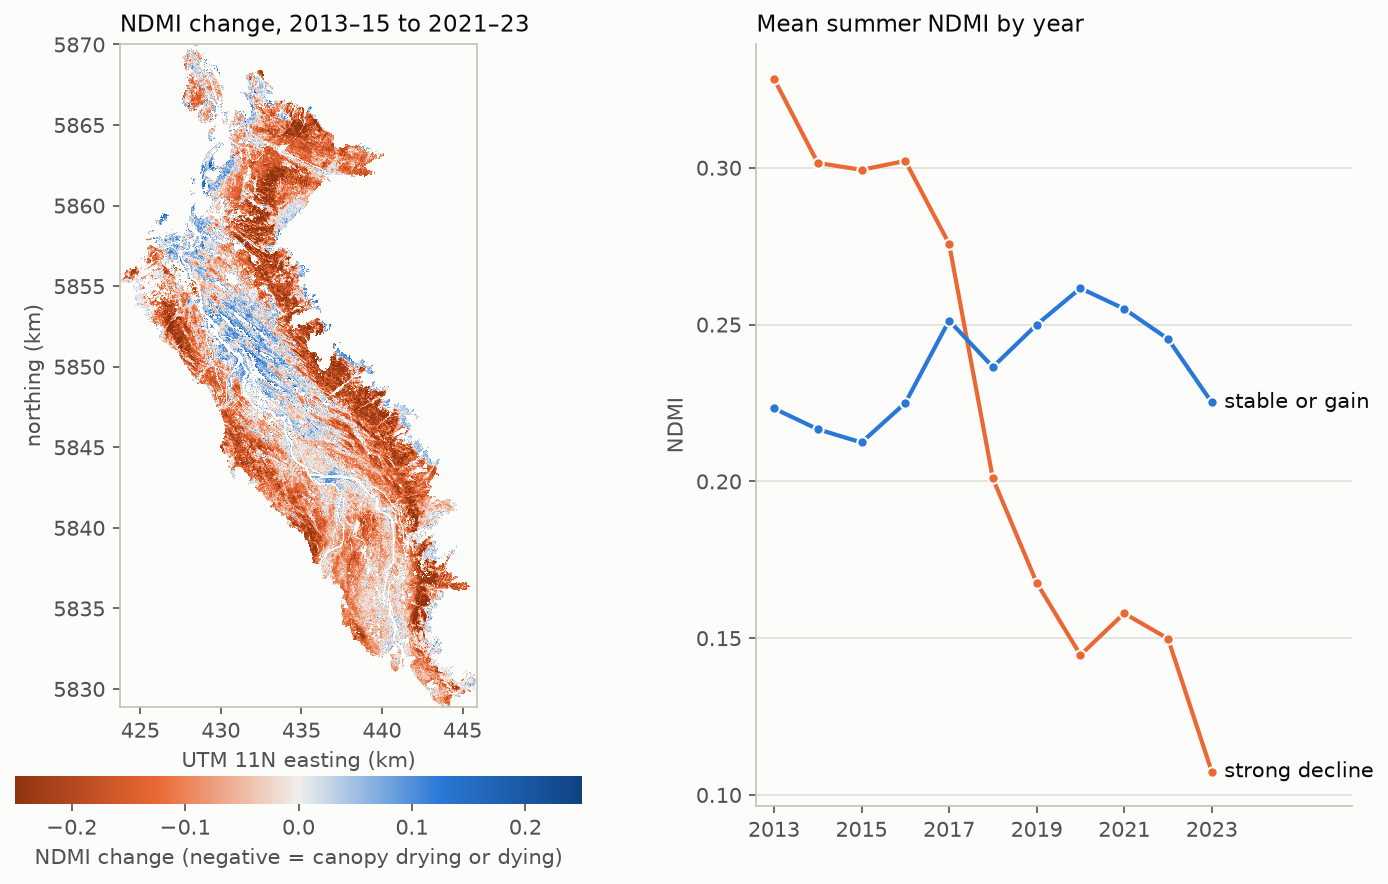 NDMI change, 2013–15 to 2021–23
5870
5865
5860
5855
5850
5845
5840
5835
5830
northing (km)
425 430 435 440 445
UTM 11N easting (km)
−0.2 −0.1 0.0 0.1 0.2
NDMI change (negative = canopy drying or dying)
Mean summer NDMI by year
0.30
0.25
0.20
0.15
0.10
NDMI
stable or gain
strong decline
2013 2015 2017 2019 2021 2023